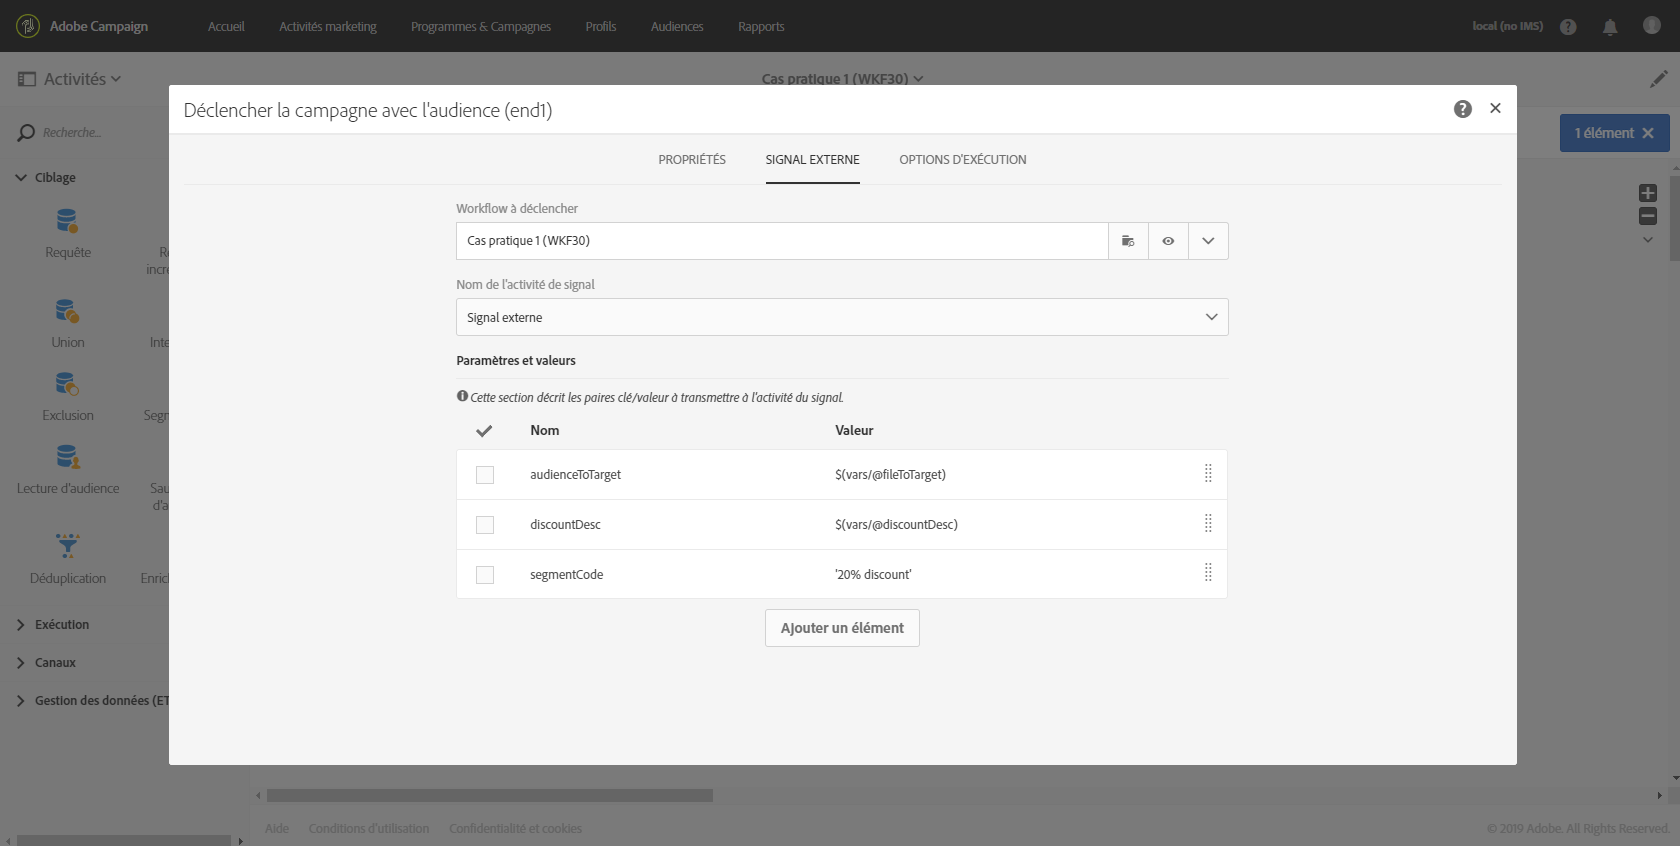 Adobe Campaign
Accueil
Activités marketing
Programmes & Campagnes
Profils
Audiences
Rapports
local (no IMS)
Activités
Cas pratique 1 (WKF30)
Déclencher la campagne avec l'audience (end1)
Recherche...
1 élément
PROPRIÉTÉS
SIGNAL EXTERNE
OPTIONS D'EXÉCUTION
Ciblage
Requête
Union
Exclusion
Lecture d'audience
Déduplication
Exécution
Canaux
Gestion des données (ET
Workflow à déclencher
Cas pratique 1 (WKF30)
Nom de l'activité de signal
Signal externe
Paramètres et valeurs
Cette section décrit les paires clé/valeur à transmettre à l'activité du signal.
Nom Valeur
audienceToTarget $(vars/@fileToTarget)
discountDesc $(vars/@discountDesc)
segmentCode '20% discount'
Ajouter un élément
Aide
Conditions d'utilisation
Confidentialité et cookies
© 2019 Adobe. All Rights Reserved.